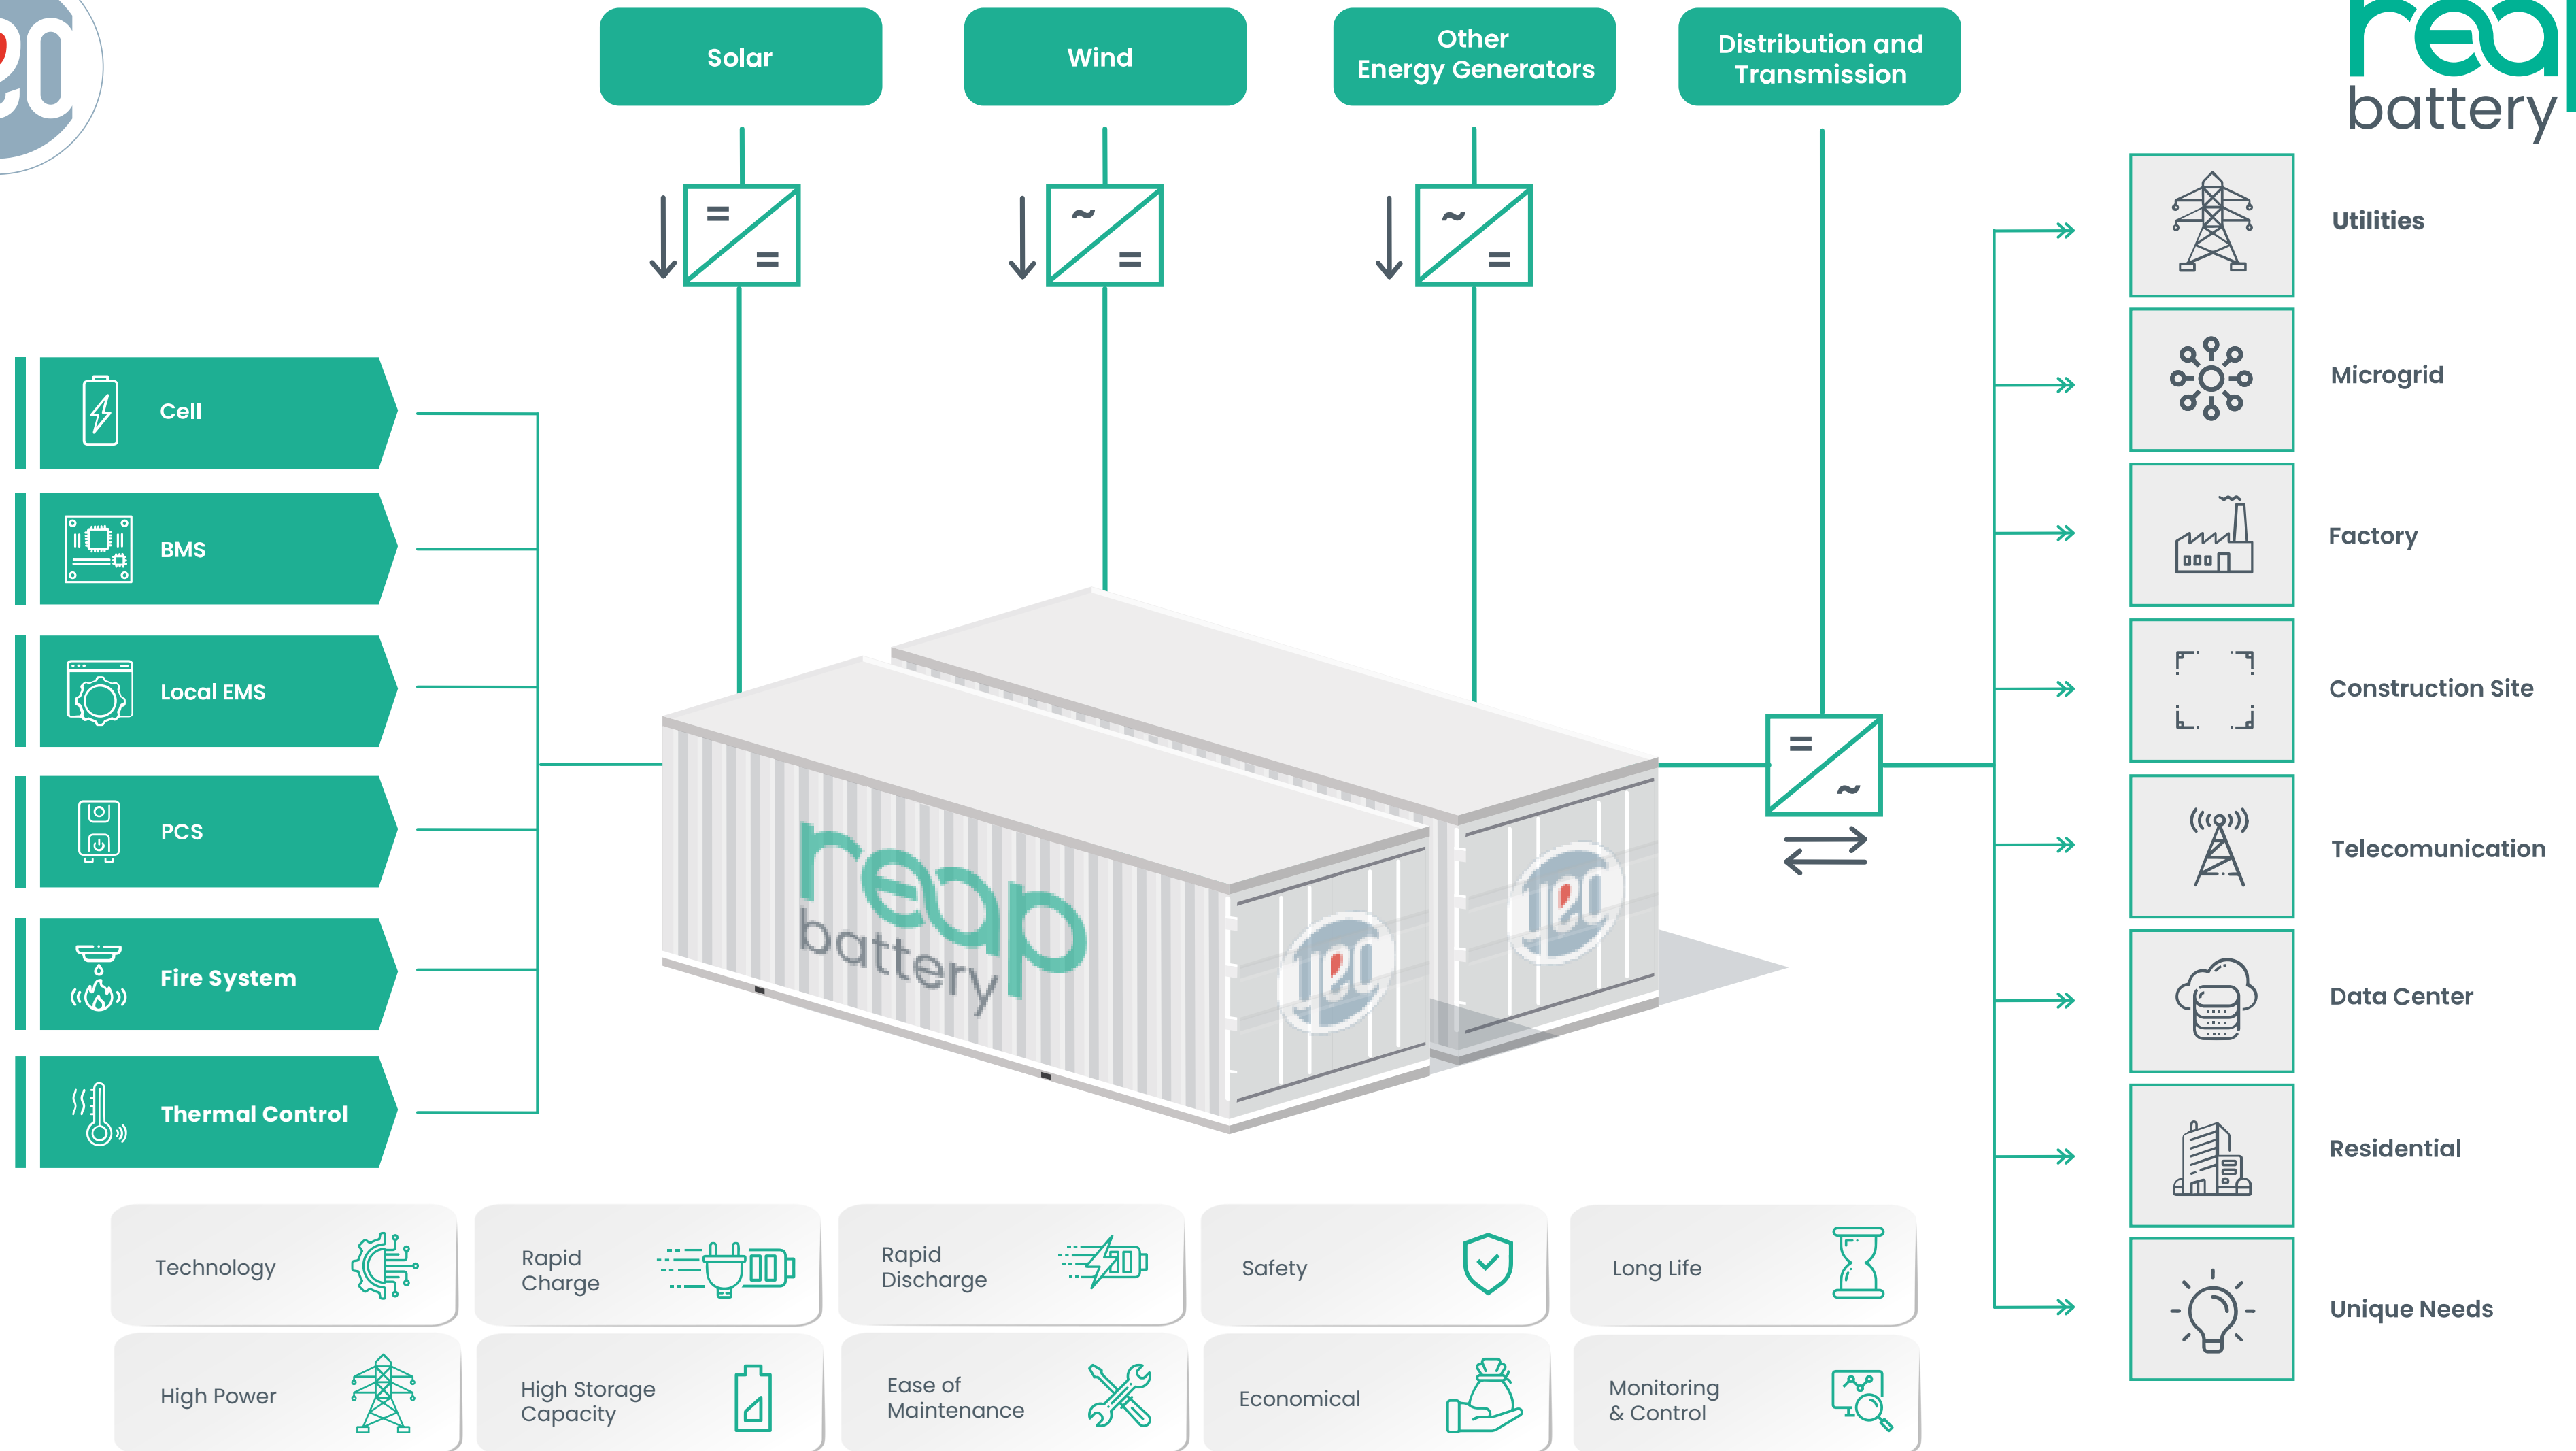 Solar
Wind
Other
Energy Generators
Distribution and
Transmission
battery
Utilities
Microgrid
Factory
Construction Site
Telecomunication
Data Center
Residential
Unique Needs
Cell
BMS
Local EMS
PCS
Fire System
Thermal Control
reap
battery
Technology
Rapid
Charge
Rapid
Discharge
Safety
Long Life
High Power
High Storage
Capacity
Ease of
Maintenance
Economical
Monitoring
& Control